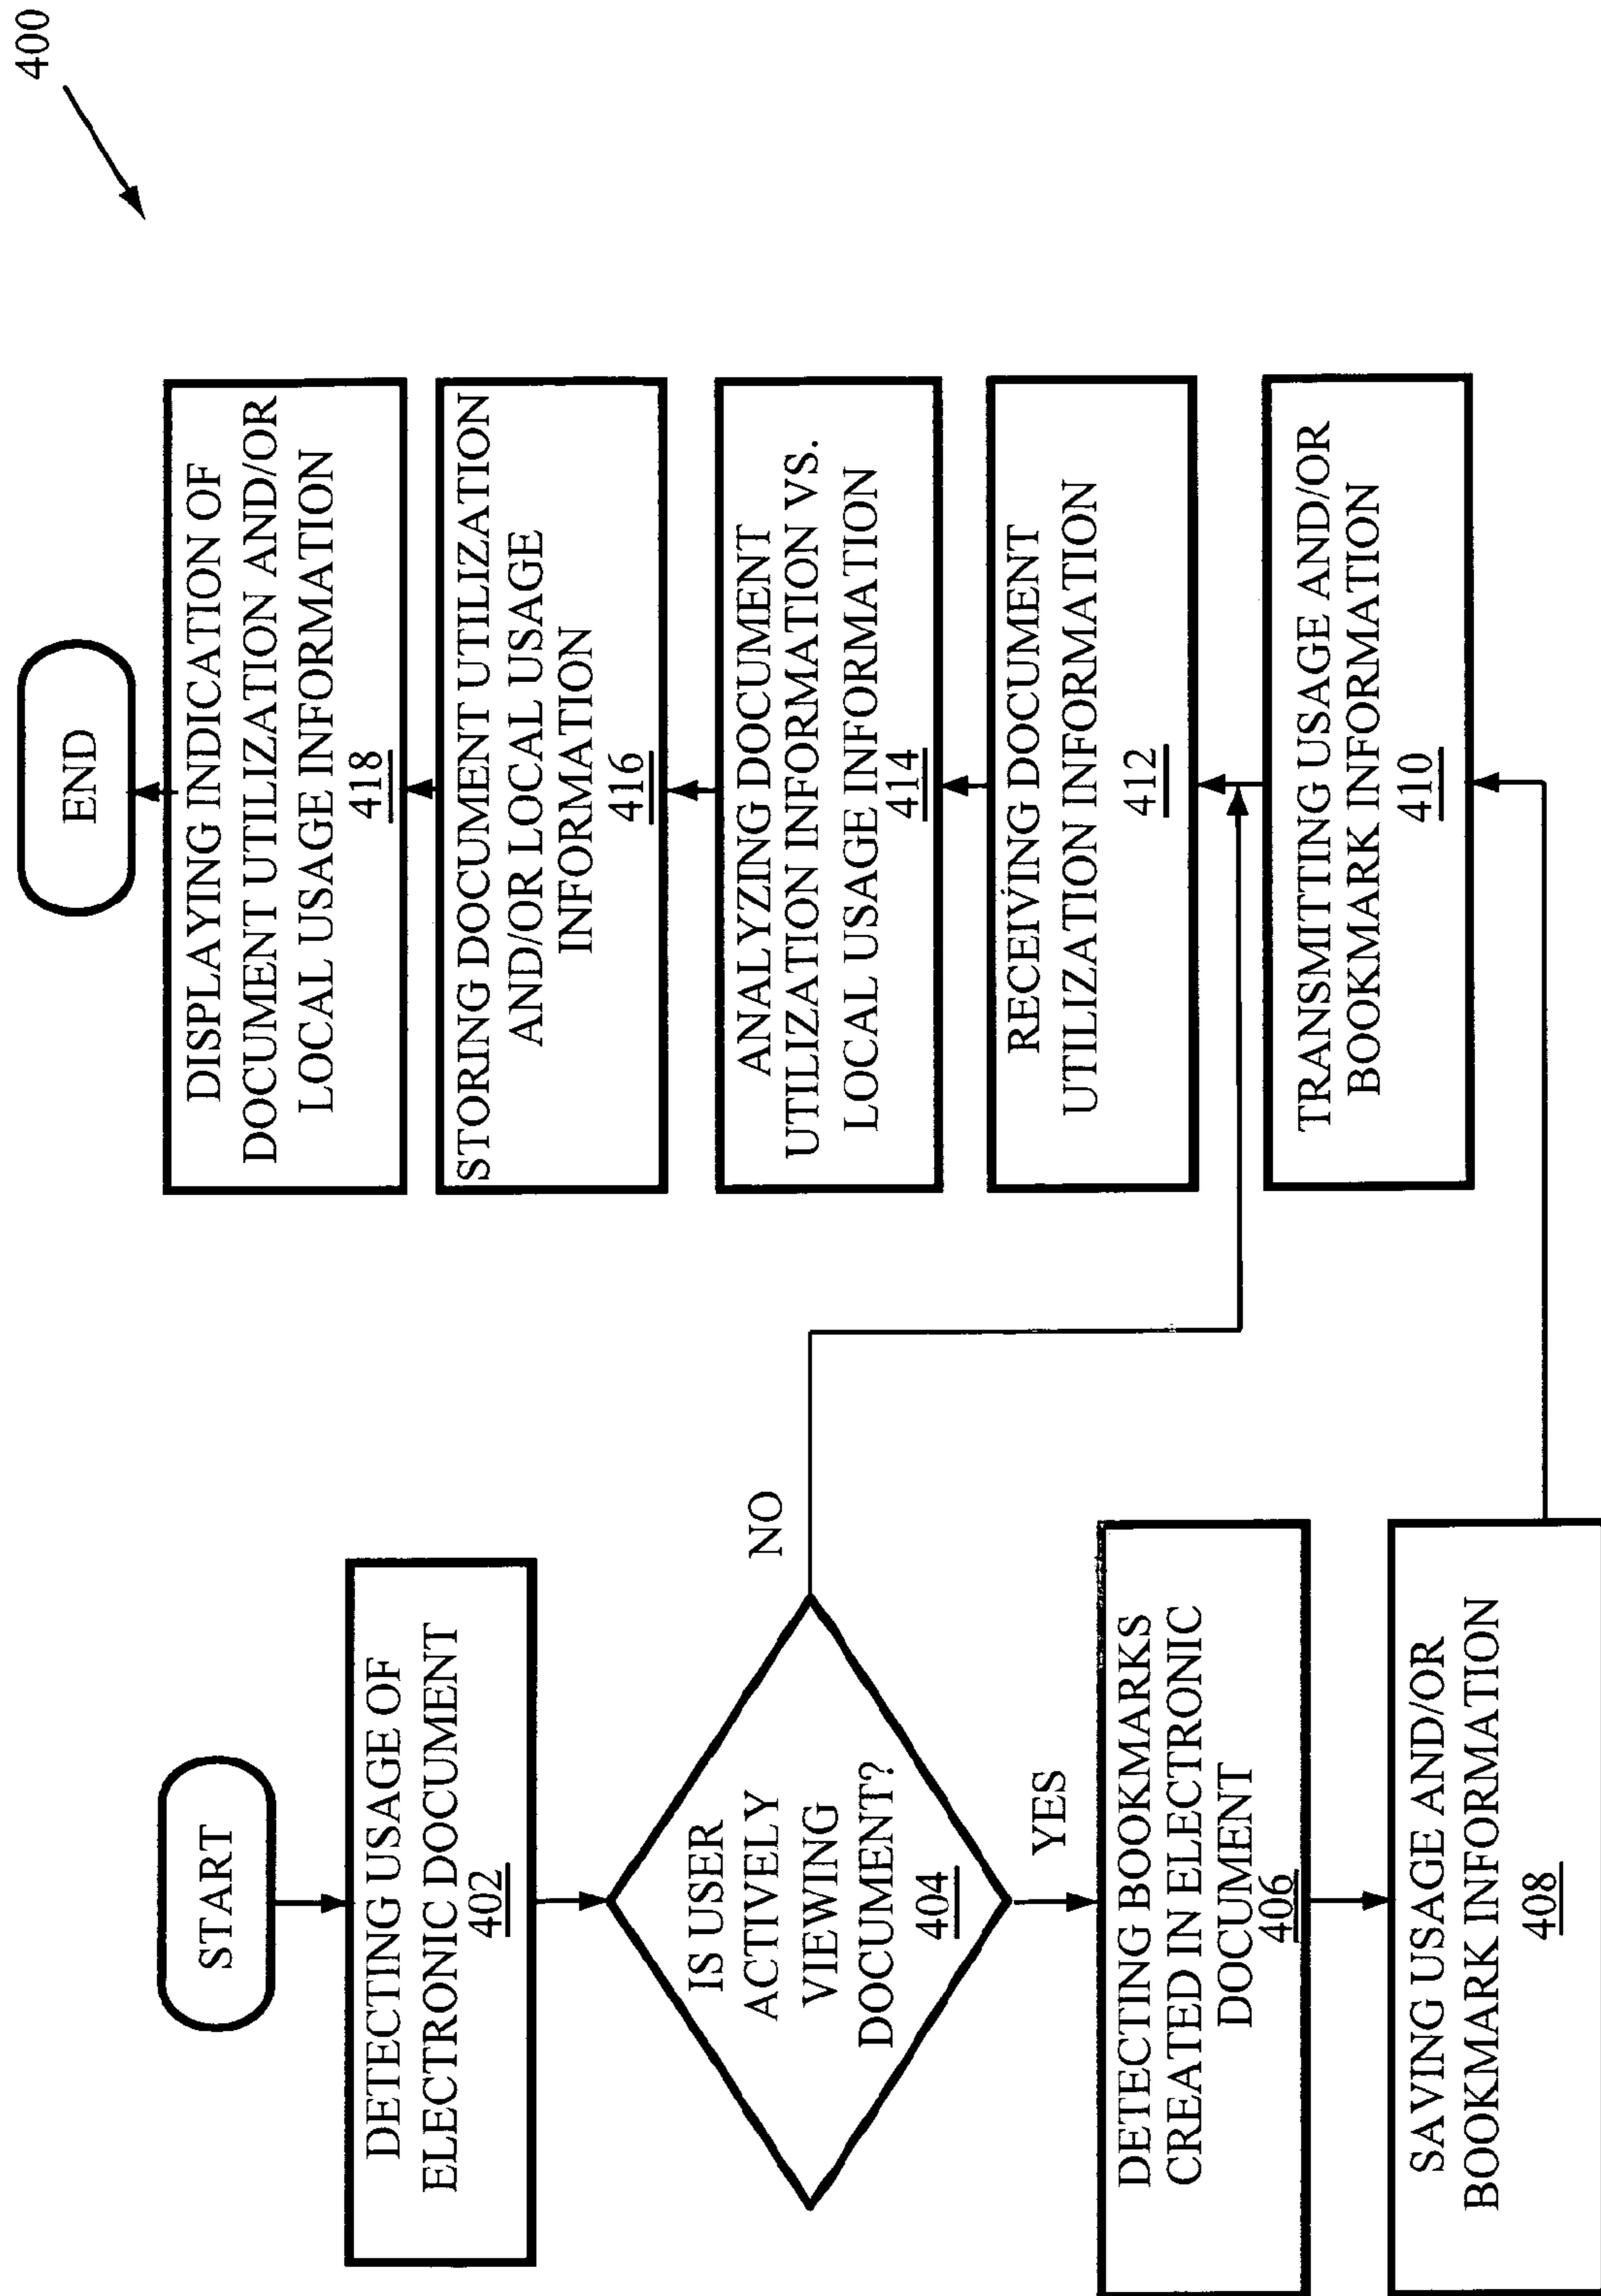 400
START
DETECTING USAGE OF
ELECTRONIC DOCUMENT
402
IS USER
ACTIVELY
VIEWING
DOCUMENT?
404
NO
YES
DETECTING BOOKMARKS
CREATED IN ELECTRONIC
DOCUMENT
406
SAVING USAGE AND/OR
BOOKMARK INFORMATION
408
TRANSMITTING USAGE AND/OR
BOOKMARK INFORMATION
410
RECEIVING DOCUMENT
UTILIZATION INFORMATION
412
ANALYZING DOCUMENT
UTILIZATION INFORMATION VS.
LOCAL USAGE INFORMATION
414
STORING DOCUMENT UTILIZATION
AND/OR LOCAL USAGE
INFORMATION
416
DISPLAYING INDICATION OF
DOCUMENT UTILIZATION AND/OR
LOCAL USAGE INFORMATION
418
END